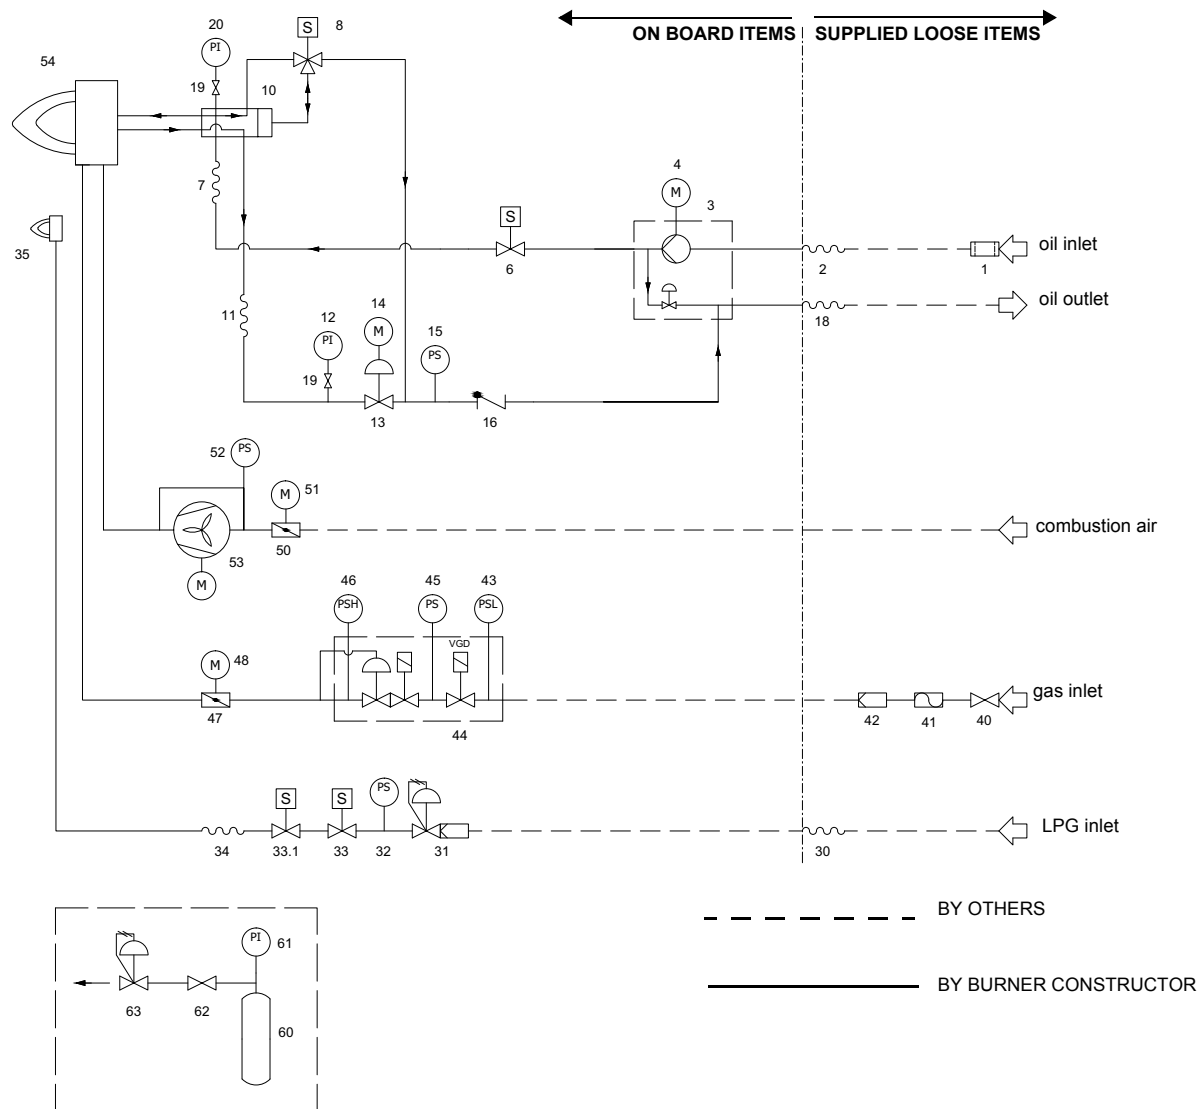 20
S
8
ON BOARD ITEMS
SUPPLIED LOOSE ITEMS
54
PI
19
10
4
7
M
3
S
35
6
2
1
oil inlet
11
12
14
15
18
oil outlet
PI
M
PS
19
13
16
52
PS
M
51
53
50
combustion air
M
46
45
43
PSH
PS
PSL
VGD
M
48
47
44
42
41
40
gas inlet
S
S
PS
34
33.1
33
32
31
30
LPG inlet
BY OTHERS
PI
61
63
62
BY BURNER CONSTRUCTOR
60